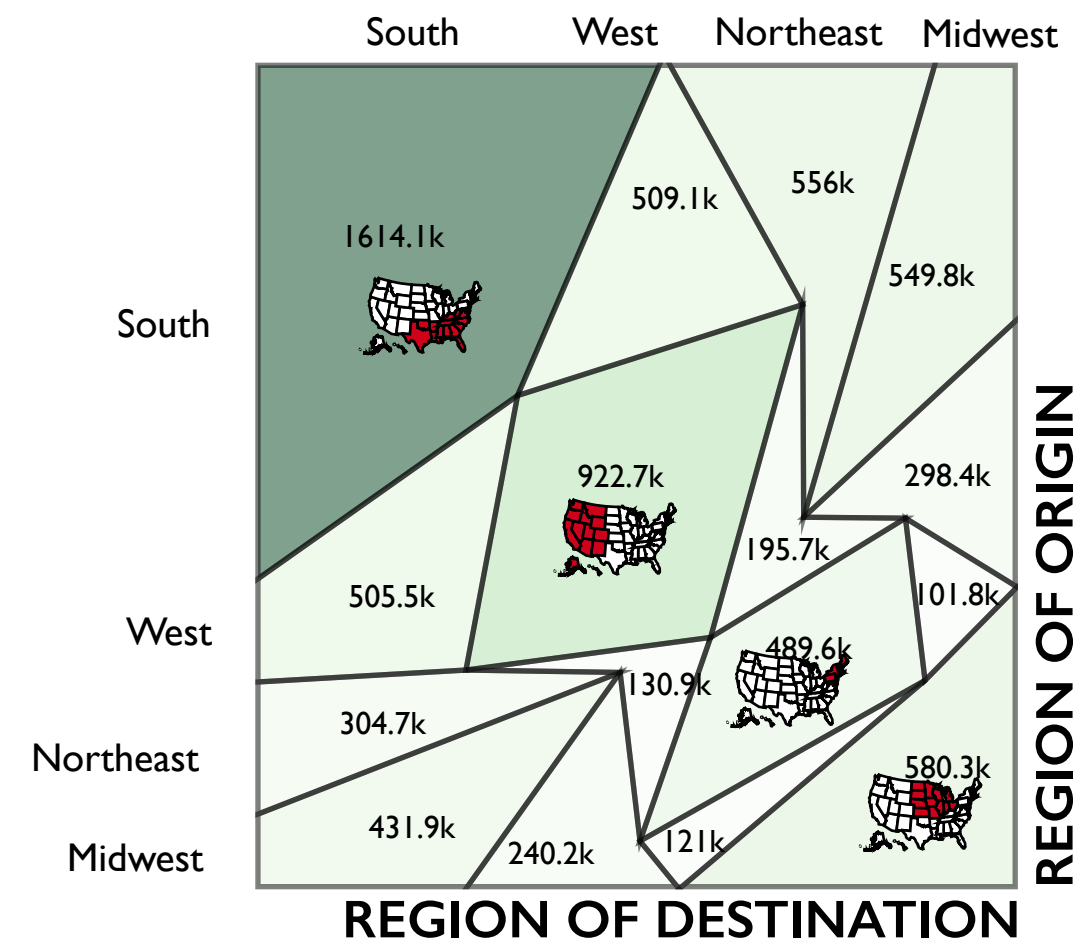 South West Northeast Midwest
556k
509.1k
1614.1k
549.8k
South
922.7k
298.4k
195.7k
505.5k
101.8k
West
489.6k
130.9k
304.7k
Northeast
580.3k
431.9k
121k
240.2k
Midwest
REGION OF ORIGIN
REGION OF DESTINATION